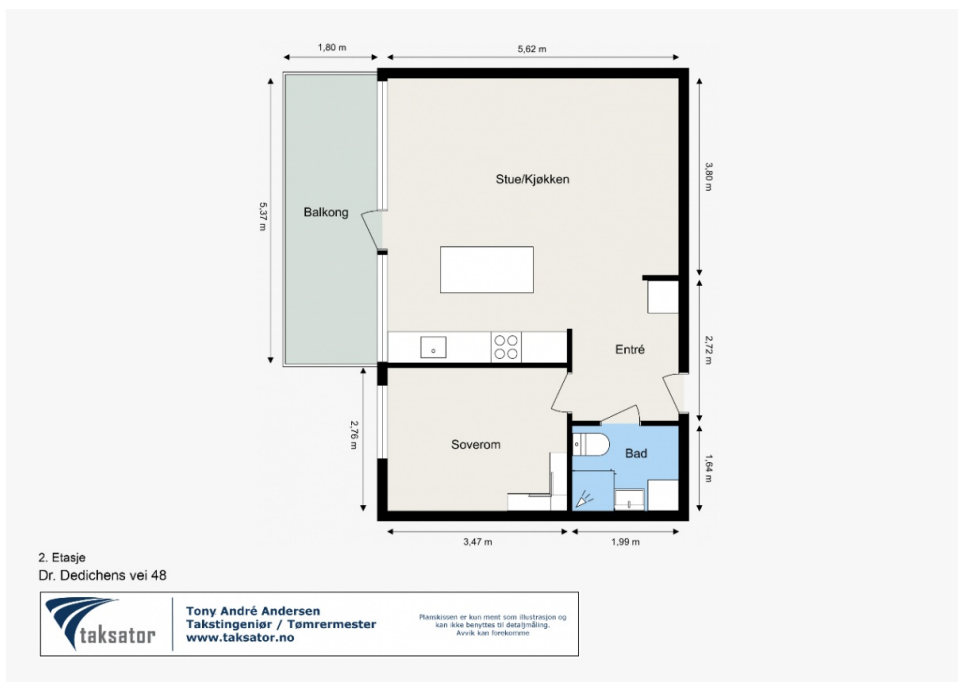 1,80 m
5,62 m
Stue/Kjøkken
3,80 m
Balkong
5,37 m
Entré
2,72 m
2,76 m
Soverom
Bad
1,64 m
3,47 m
1,99 m
2. Etasje
Dr. Dedichens vei 48
taksator
Tony André Andersen
Takstingeniør / Tømrermester
www.taksator.no
Planskissen er kun ment som illustrasjon og
kan ikke benyttes til detaljmåling.
Avvik kan forekomme